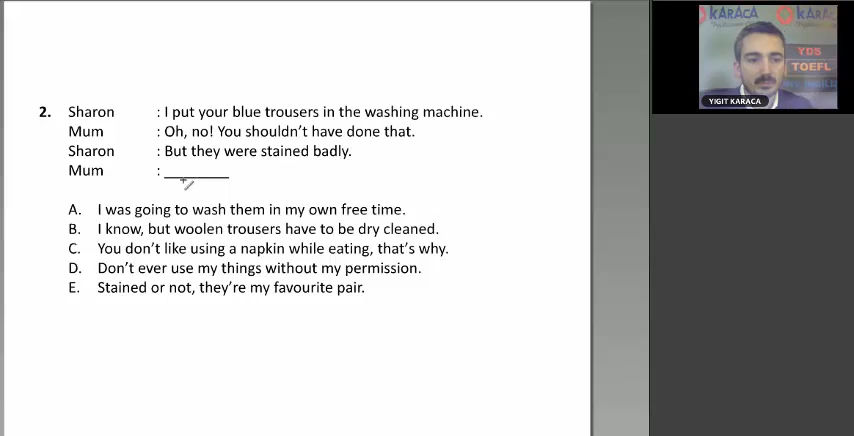 2. Sharon : I put your blue trousers in the washing machine.
Mum : Oh, no! You shouldn't have done that.
Sharon : But they were stained badly.
Mum : ________
A. I was going to wash them in my own free time.
B. I know, but woolen trousers have to be dry cleaned.
C. You don't like using a napkin while eating, that's why.
D. Don't ever use my things without my permission.
E. Stained or not, they're my favourite pair.
KARACA
YDS
TOEFL
YIGIT KARACA